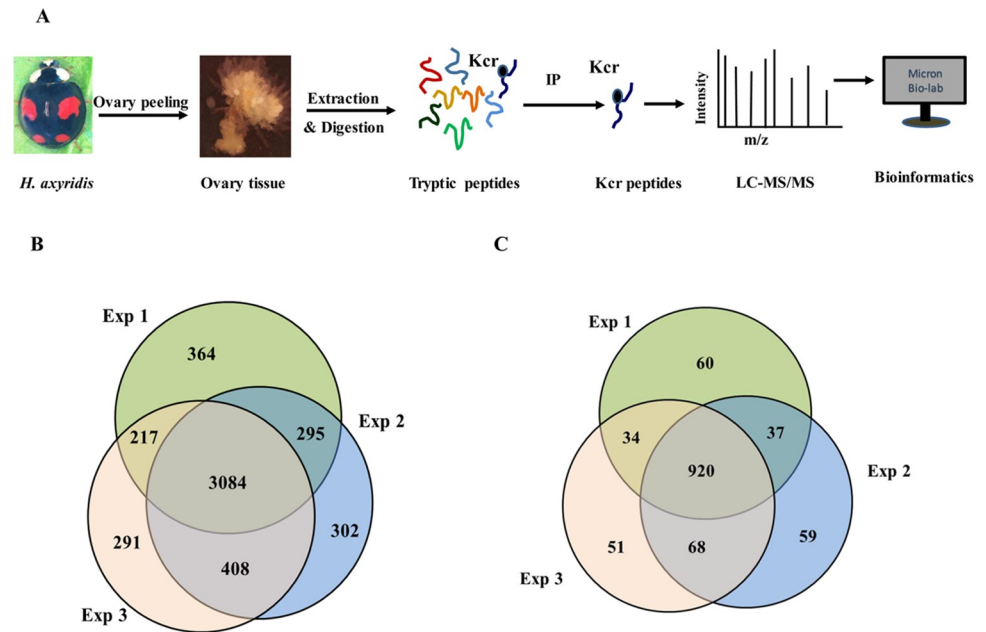 A
Kcr
Micron
Bio-lab
Ovary peeling
Extraction
& Digestion
IP
Kcr
Intensity
m/z
H. axyridis
Ovary tissue
Tryptic peptides
Kcr peptides
LC-MS/MS
Bioinformatics
B
Exp 1
364
217
295
Exp 2
3084
291
302
408
Exp 3
C
Exp 1
60
34
37
920
Exp 2
51
68
59
Exp 3